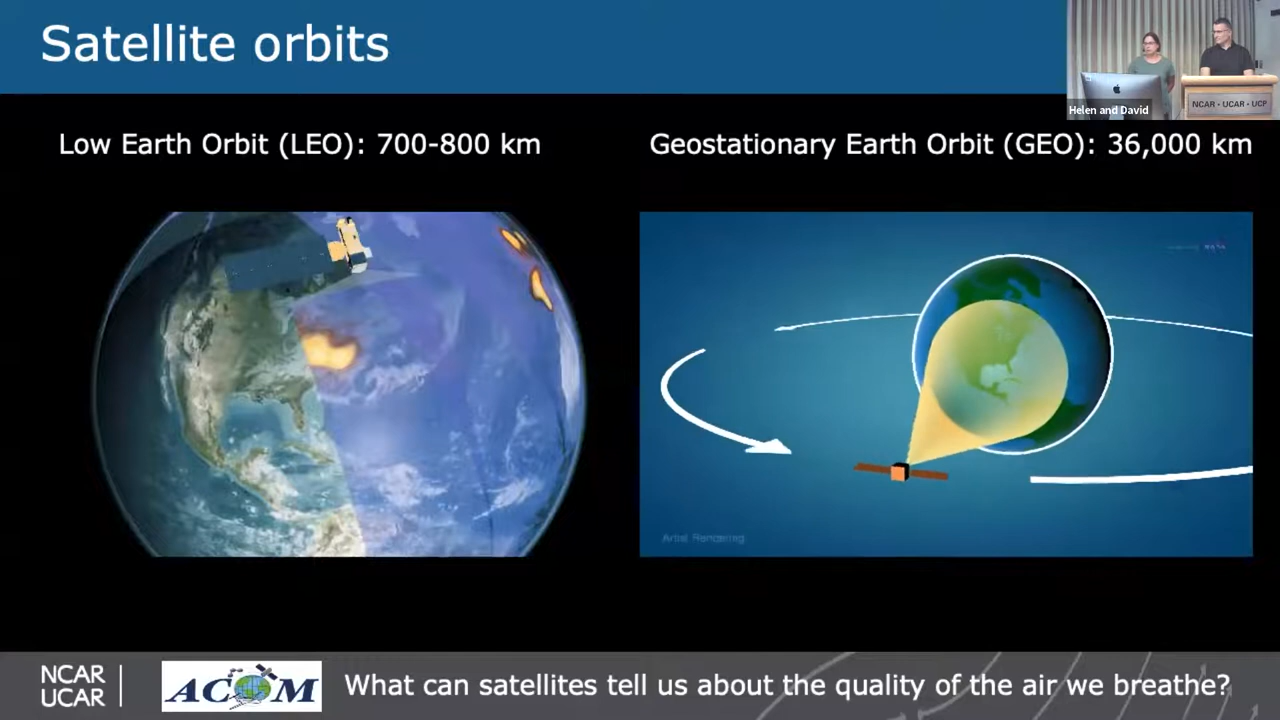 Satellite orbits
Helen and David
NCAR • UCAR • UCP
Low Earth Orbit (LEO): 700-800 km
Geostationary Earth Orbit (GEO): 36,000 km
Artist Rendering
NCAR
UCAR
ACOM
What can satellites tell us about the quality of the air we breathe?